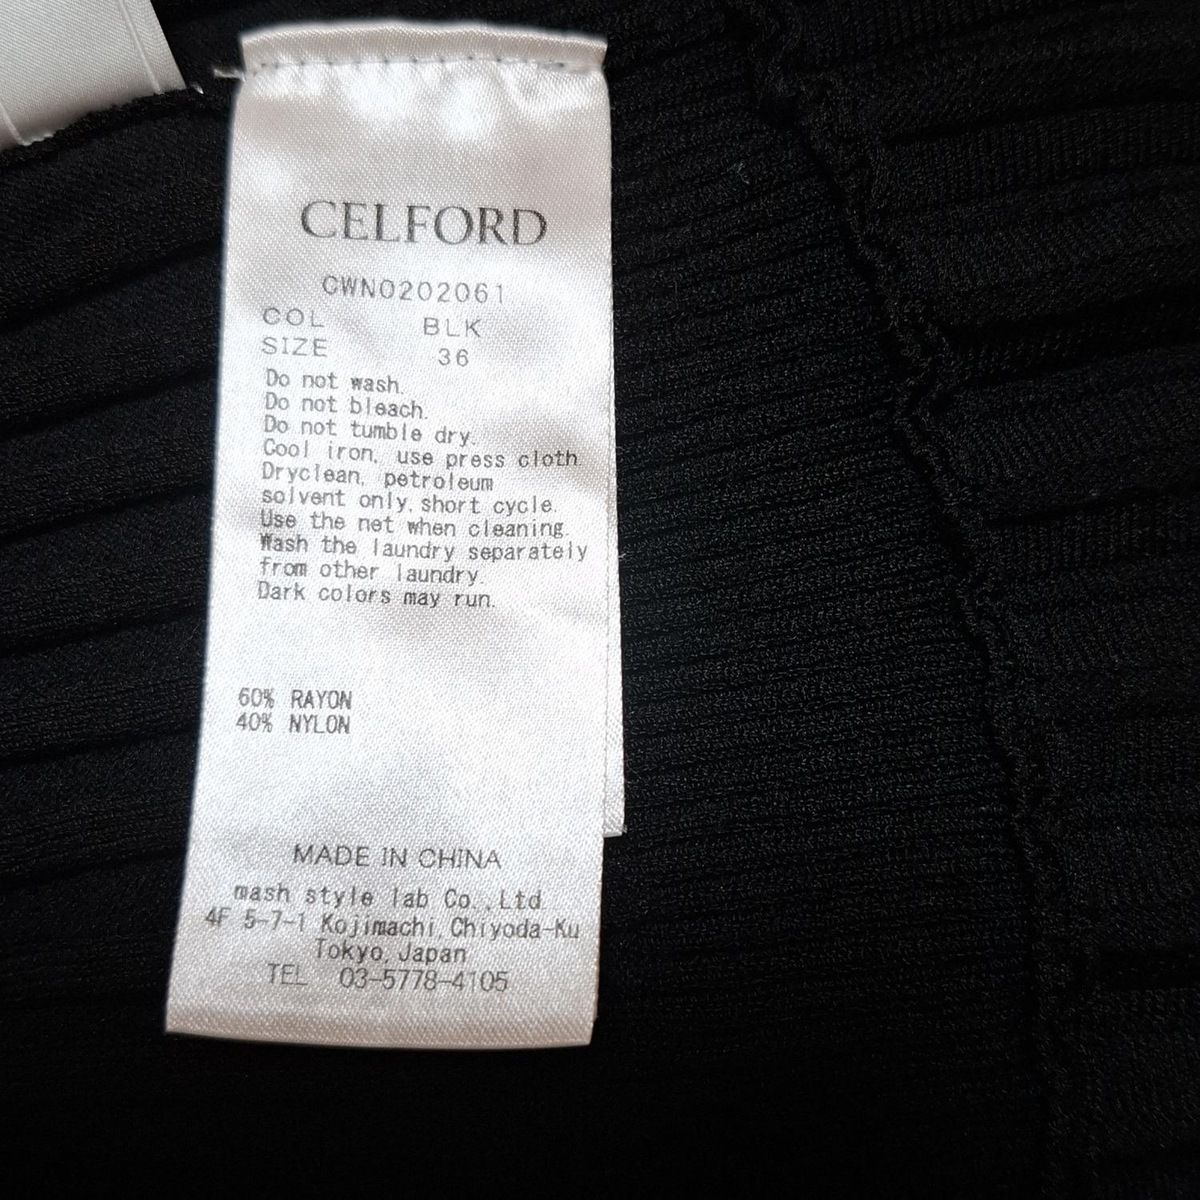 CELFORD
CWNO202061
COL BLK
SIZE 36
Do not wash.
Do not bleach.
Do not tumble dry.
Cool iron, use press cloth.
Dryclean, petroleum
solvent only, short cycle.
Use the net when cleaning.
Wash the laundry separately
from other laundry.
Dark colors may run.
60% RAYON
40% NYLON
MADE IN CHINA
mash style lab Co.,Ltd.
4F 5-7-1 Kojimachi,Chiyoda-Ku
Tokyo,Japan
TEL 03-5778-4105